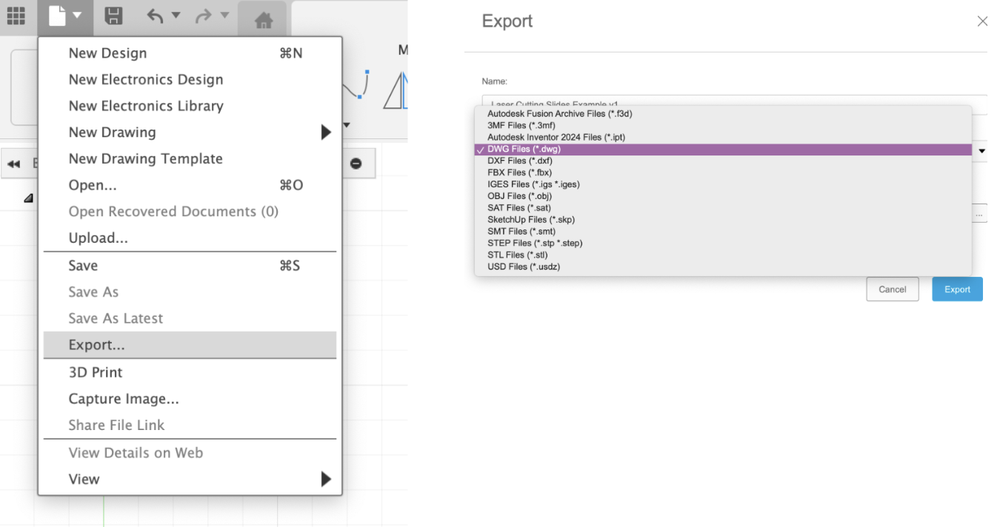 New Design ⌘N
New Electronics Design
New Electronics Library
New Drawing
New Drawing Template
Open... ⌘O
Open Recovered Documents (0)
Upload...
Save ⌘S
Save As
Save As Latest
Export...
3D Print
Capture Image...
Share File Link
View Details on Web
View
M
Export
Name:
Laser Cutting Slides Example v1
Autodesk Fusion Archive Files (*.f3d)
3MF Files (*.3mf)
Autodesk Inventor 2024 Files (*.ipt)
✓ DWG Files (*.dwg)
DXF Files (*.dxf)
FBX Files (*.fbx)
IGES Files (*.igs *.iges)
OBJ Files (*.obj)
SAT Files (*.sat)
SketchUp Files (*.skp)
SMT Files (*.smt)
STEP Files (*.stp *.step)
STL Files (*.stl)
USD Files (*.usdz)
...
Cancel Export